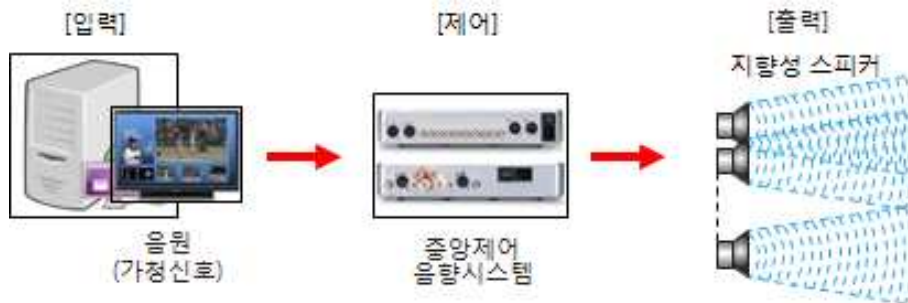 [입력]
[제어]
[출력]
지향성 스피커
음원
(가청신호)
중앙제어
음향시스템